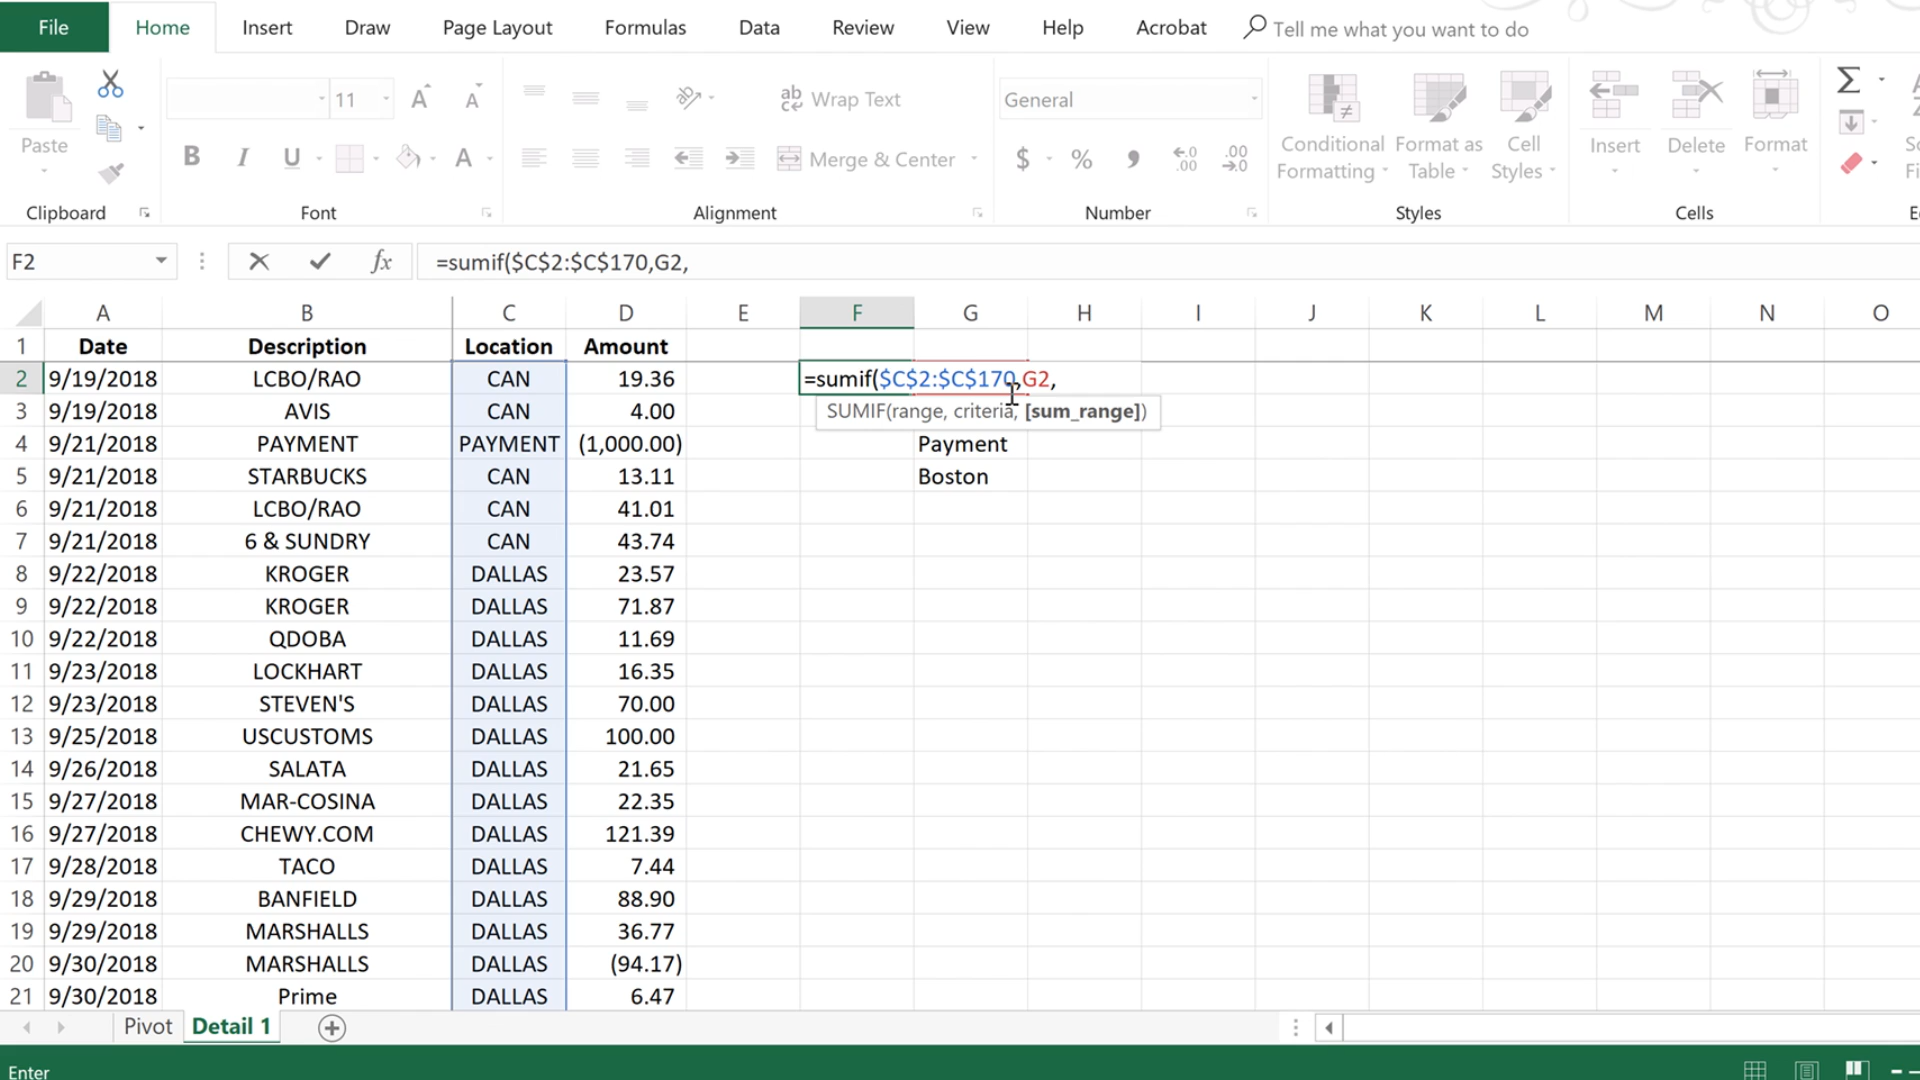 File Home Insert Draw Page Layout Formulas Data Review View Help Acrobat Tell me what you want to do
Paste
Clipboard
11
B I U A
Font
ab Wrap Text
Merge & Center
Alignment
General
$ % ,
Number
Conditional Formatting
Format as Table
Cell Styles
Styles
Insert Delete Format
Cells
F2 fx =sumif($C$2:$C$170,G2,
A B C D E F G H I J K L M N O
1 Date Description Location Amount
2 9/19/2018 LCBO/RAO CAN 19.36 =sumif($C$2:$C$170,G2,
SUMIF(range, criteria, [sum_range])
3 9/19/2018 AVIS CAN 4.00
4 9/21/2018 PAYMENT PAYMENT (1,000.00) Payment
5 9/21/2018 STARBUCKS CAN 13.11 Boston
6 9/21/2018 LCBO/RAO CAN 41.01
7 9/21/2018 6 & SUNDRY CAN 43.74
8 9/22/2018 KROGER DALLAS 23.57
9 9/22/2018 KROGER DALLAS 71.87
10 9/22/2018 QDOBA DALLAS 11.69
11 9/23/2018 LOCKHART DALLAS 16.35
12 9/23/2018 STEVEN'S DALLAS 70.00
13 9/25/2018 USCUSTOMS DALLAS 100.00
14 9/26/2018 SALATA DALLAS 21.65
15 9/27/2018 MAR-COSINA DALLAS 22.35
16 9/27/2018 CHEWY.COM DALLAS 121.39
17 9/28/2018 TACO DALLAS 7.44
18 9/29/2018 BANFIELD DALLAS 88.90
19 9/29/2018 MARSHALLS DALLAS 36.77
20 9/30/2018 MARSHALLS DALLAS (94.17)
21 9/30/2018 Prime DALLAS 6.47
Pivot Detail 1
Enter